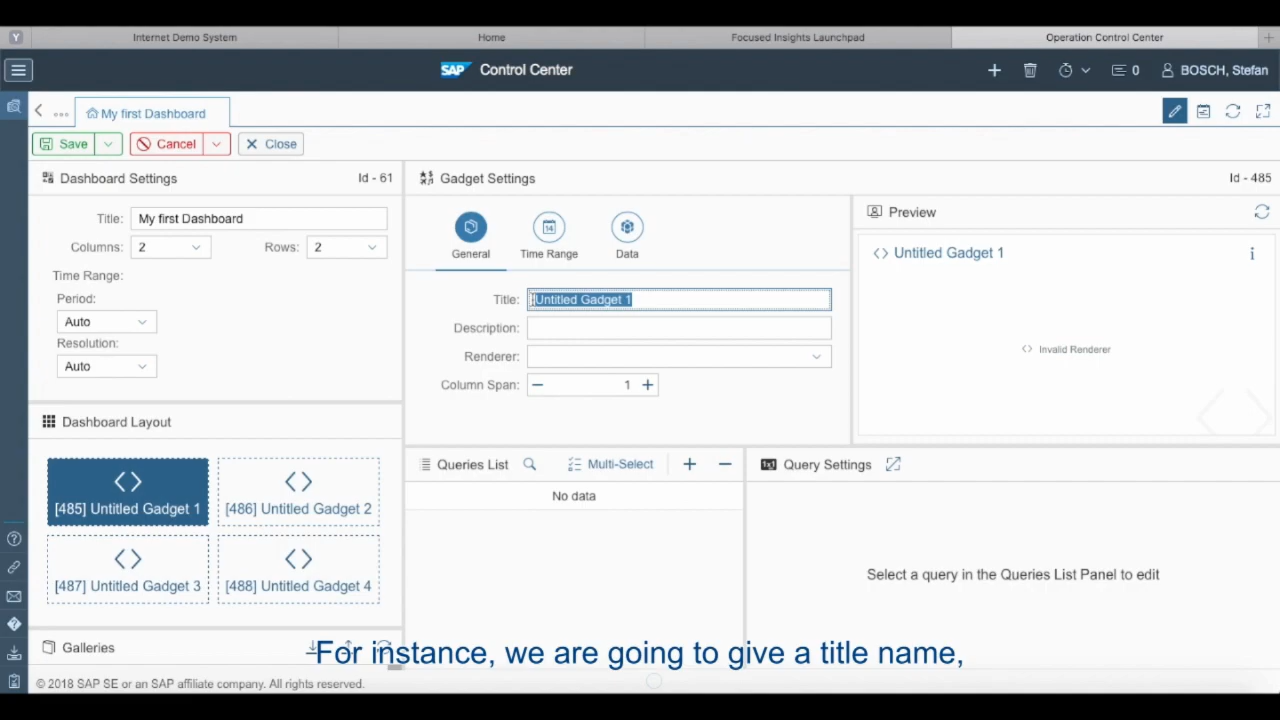 Internet Demo System
Home
Focused Insights Launchpad
Operation Control Center
SAP Control Center
0
BOSCH, Stefan
My first Dashboard
Save
Cancel
Close
Dashboard Settings
Id - 61
Title: My first Dashboard
Columns: 2
Rows: 2
Time Range:
Period:
Auto
Resolution:
Auto
Dashboard Layout
[485] Untitled Gadget 1
[486] Untitled Gadget 2
[487] Untitled Gadget 3
[488] Untitled Gadget 4
Galleries
Gadget Settings
Id - 485
General
Time Range
Data
Title: Untitled Gadget 1
Description:
Renderer:
Column Span: 1
Preview
Untitled Gadget 1
Invalid Renderer
Queries List
Multi-Select
No data
Query Settings
Select a query in the Queries List Panel to edit
For instance, we are going to give a title name,
© 2018 SAP SE or an SAP affiliate company. All rights reserved.